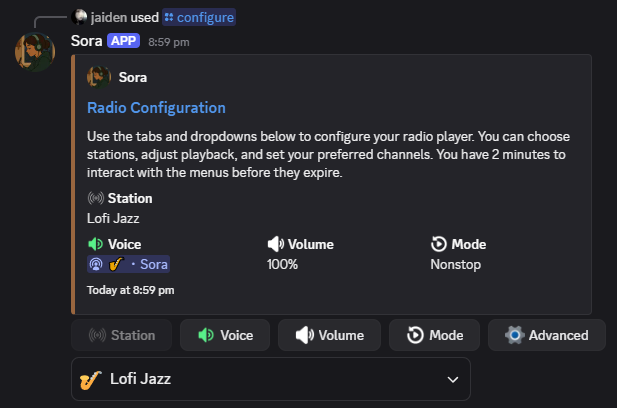 jaiden used configure
Sora APP 8:59 pm
Sora
Radio Configuration
Use the tabs and dropdowns below to configure your radio player. You can choose
stations, adjust playback, and set your preferred channels. You have 2 minutes to
interact with the menus before they expire.
Station
Lofi Jazz
Voice Volume Mode
🎷 · Sora 100% Nonstop
Today at 8:59 pm
Station Voice Volume Mode Advanced
🎷 Lofi Jazz